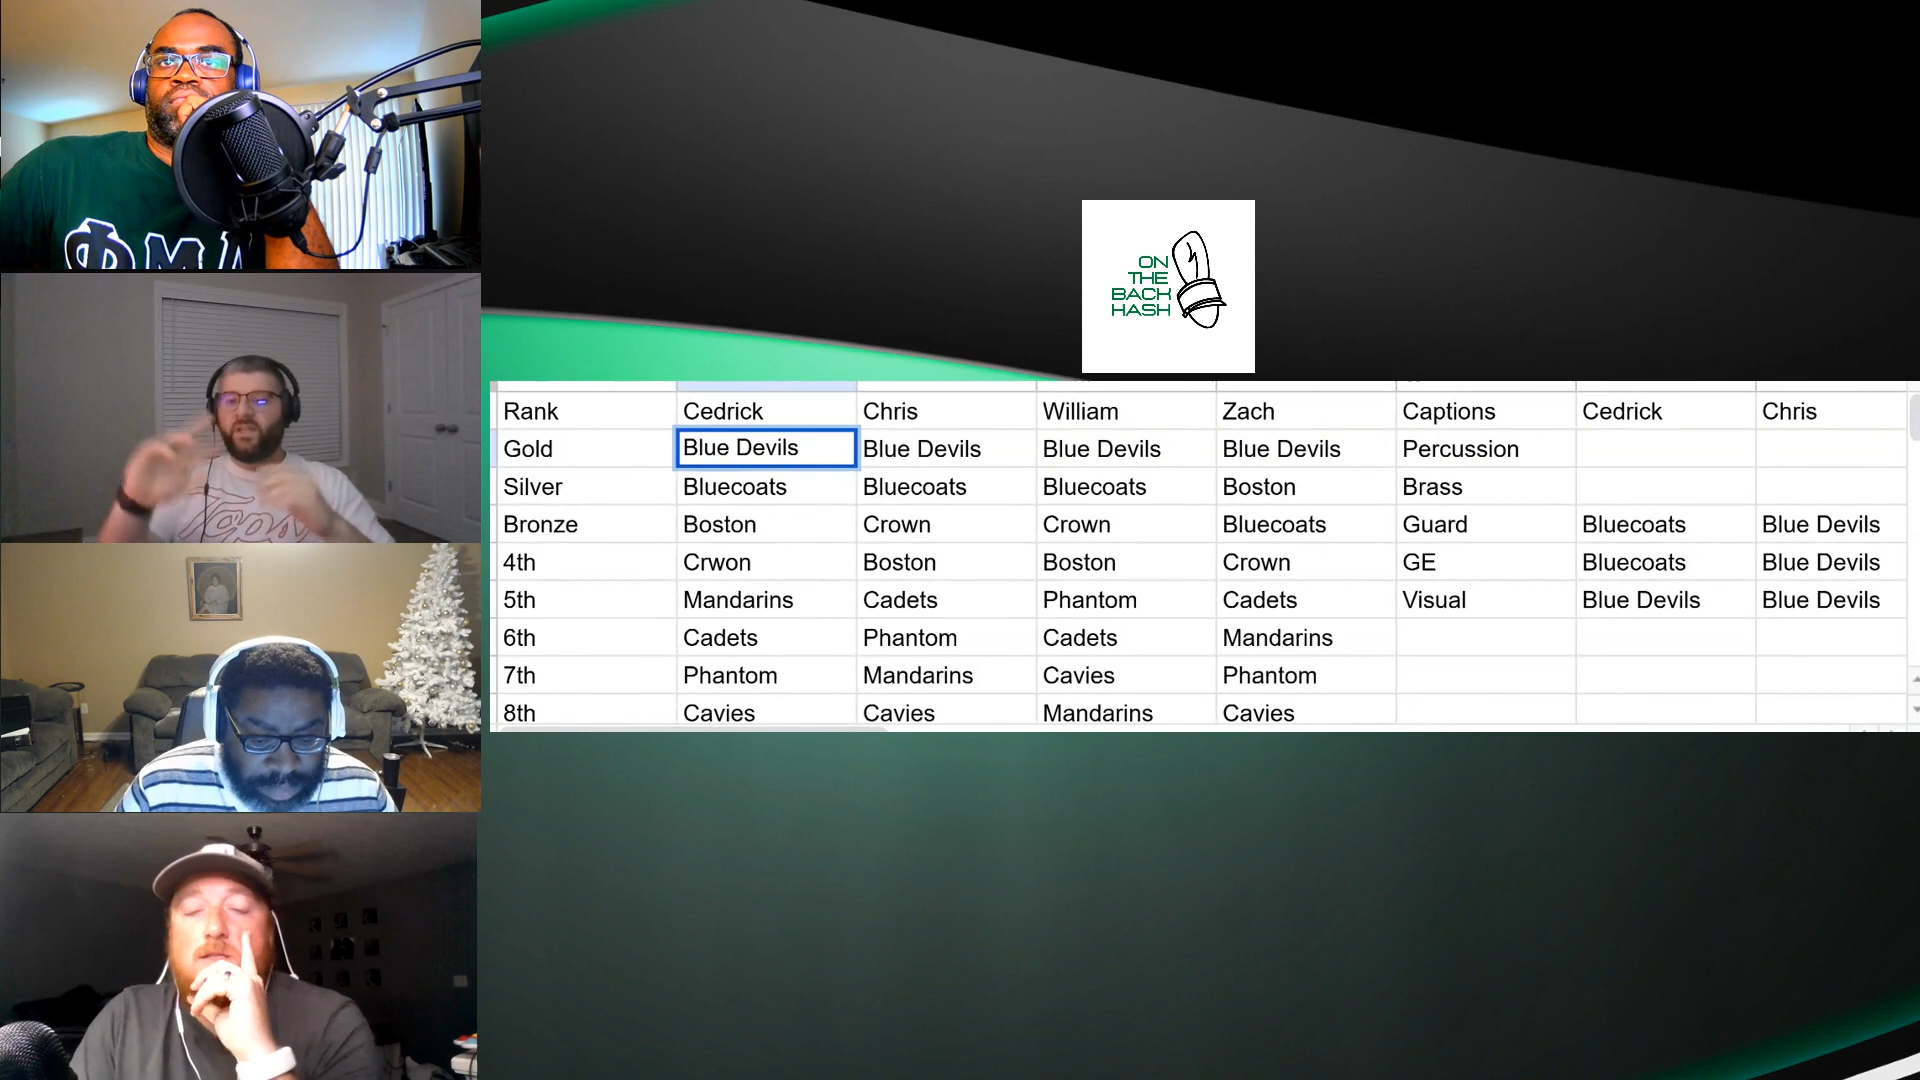 ΦΜΑ
Tops
ON
THE
BACK
HASH
Rank Cedrick Chris William Zach Captions Cedrick Chris
Gold Blue Devils Blue Devils Blue Devils Blue Devils Percussion
Silver Bluecoats Bluecoats Bluecoats Boston Brass
Bronze Boston Crown Crown Bluecoats Guard Bluecoats Blue Devils
4th Crwon Boston Boston Crown GE Bluecoats Blue Devils
5th Mandarins Cadets Phantom Cadets Visual Blue Devils Blue Devils
6th Cadets Phantom Cadets Mandarins
7th Phantom Mandarins Cavies Phantom
8th Cavies Cavies Mandarins Cavies